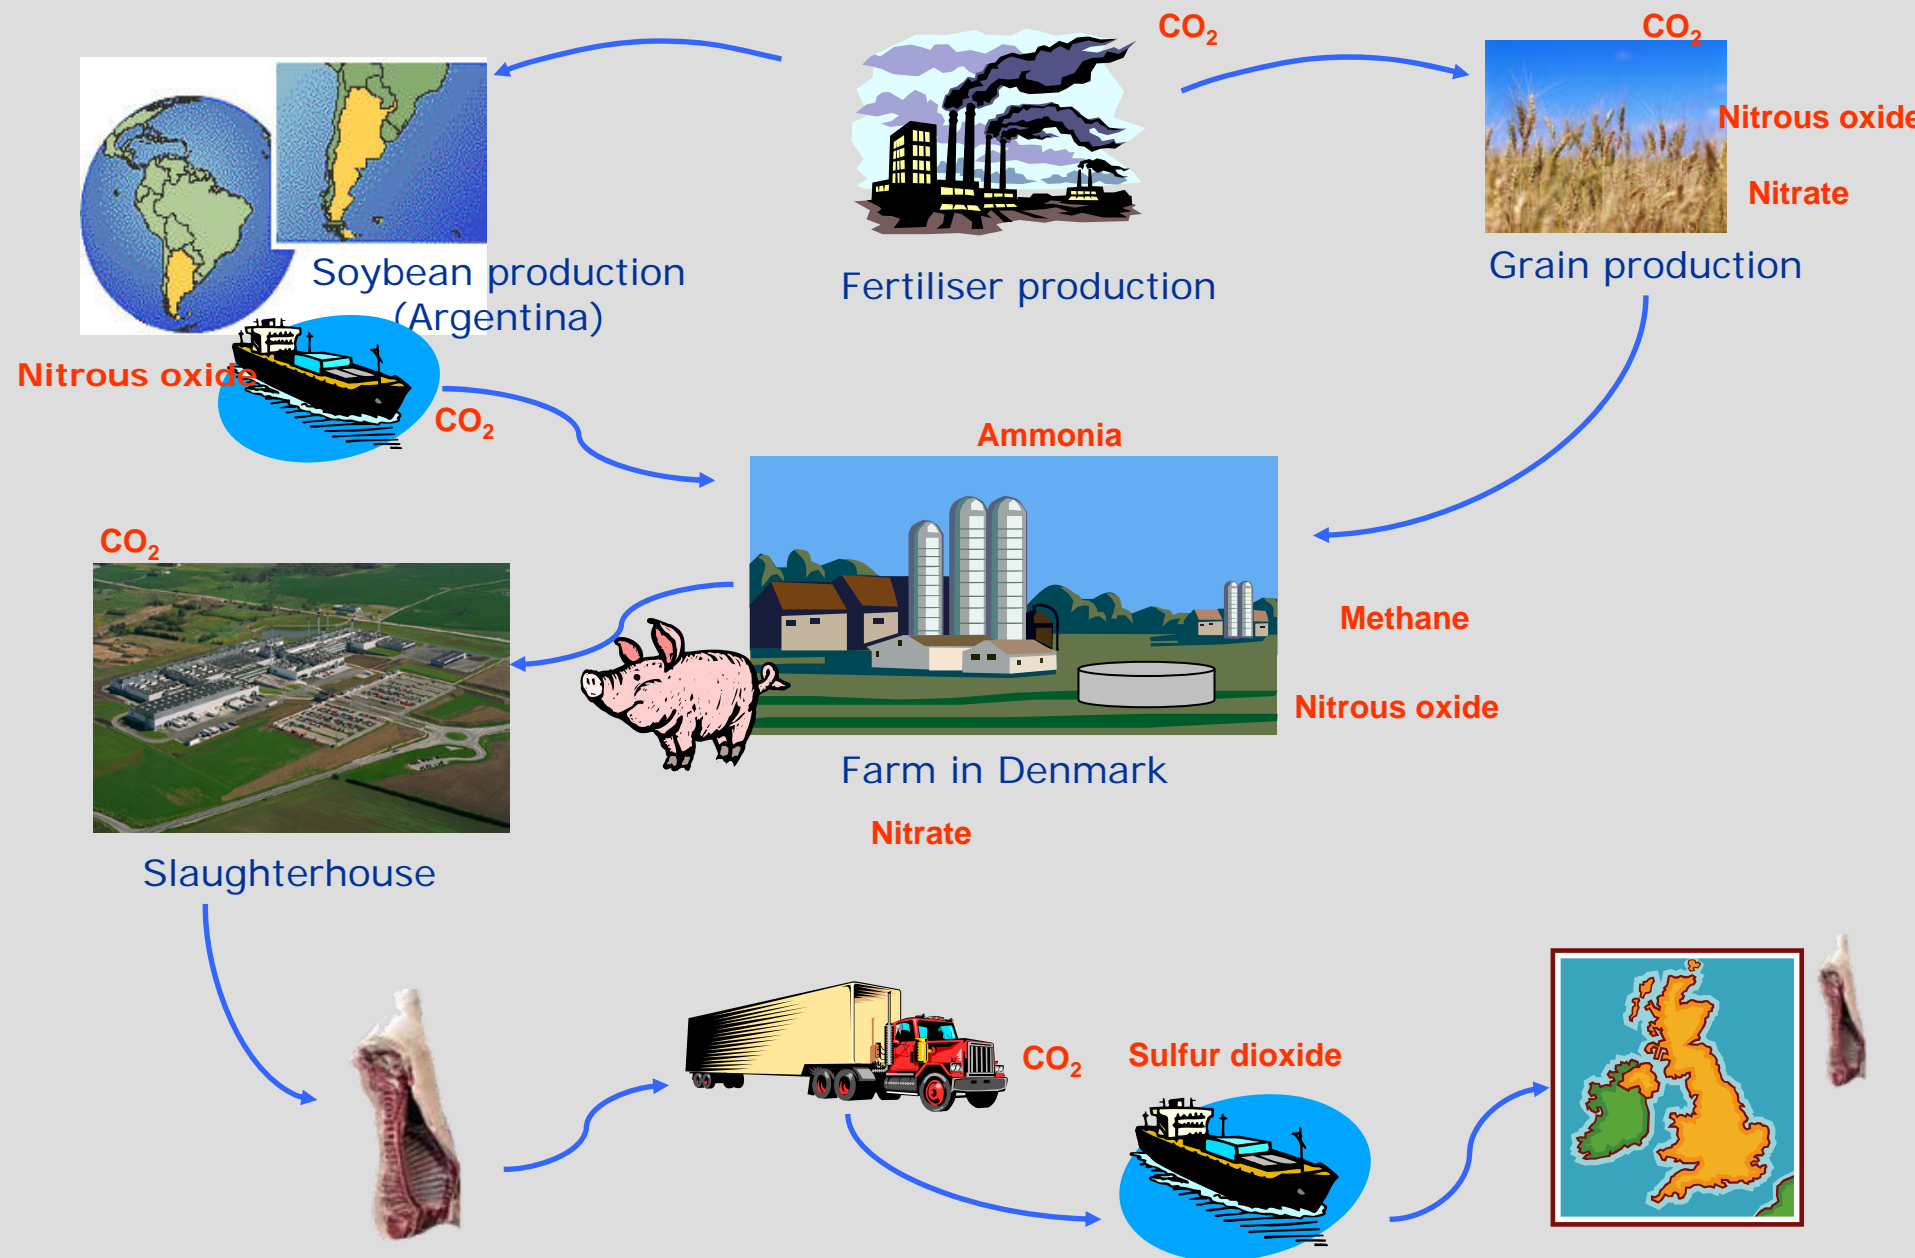 CO₂
CO₂
Nitrous oxide
Nitrate
Soybean production
(Argentina)
Fertiliser production
Grain production
Nitrous oxide
CO₂
Ammonia
CO₂
Methane
Nitrous oxide
Farm in Denmark
Nitrate
Slaughterhouse
CO₂
Sulfur dioxide